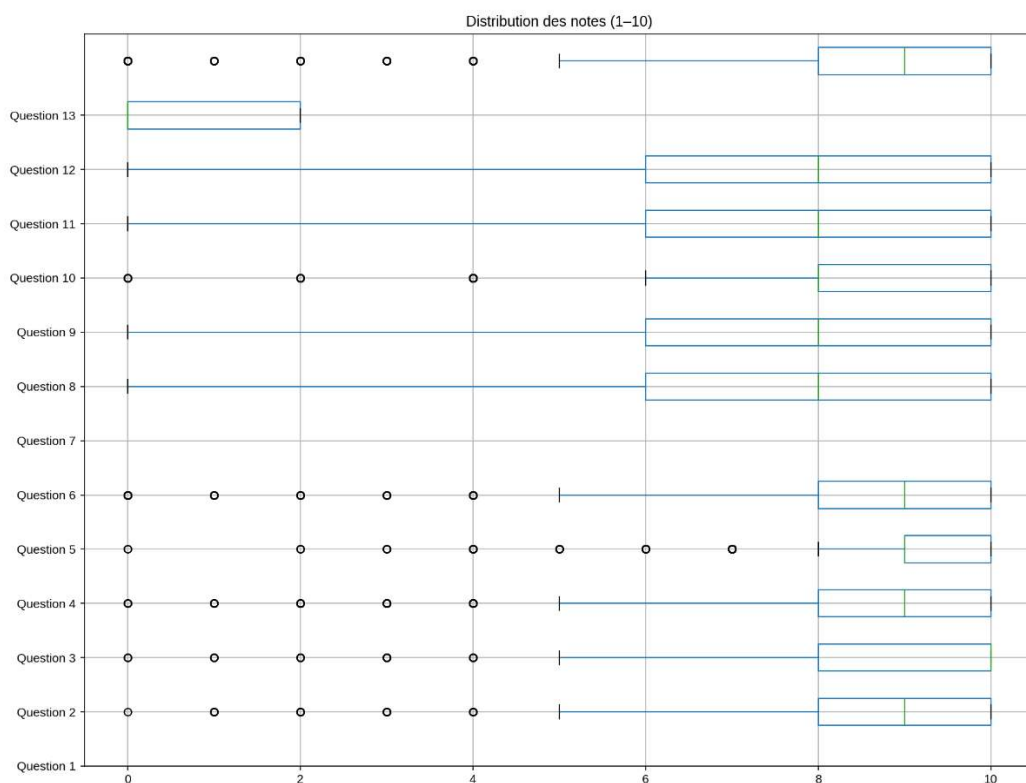 Distribution des notes (1–10)
Question 13
Question 12
Question 11
Question 10
Question 9
Question 8
Question 7
Question 6
Question 5
Question 4
Question 3
Question 2
Question 1
0 2 4 6 8 10